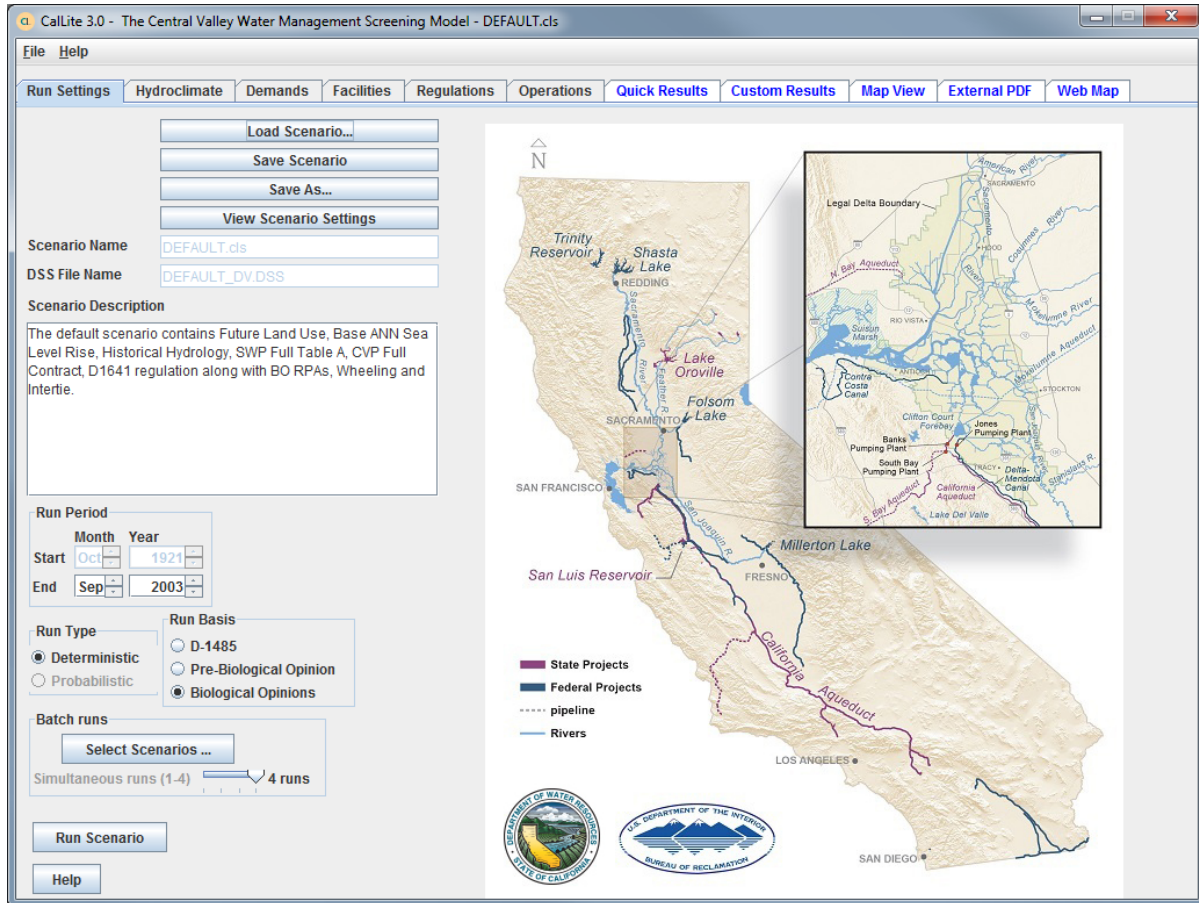 CL CalLite 3.0 - The Central Valley Water Management Screening Model - DEFAULT.cls
File Help
Run Settings Hydroclimate Demands Facilities Regulations Operations Quick Results Custom Results Map View External PDF Web Map
Load Scenario...
Save Scenario
Save As...
View Scenario Settings
Scenario Name DEFAULT.cls
DSS File Name DEFAULT_DV.DSS
Scenario Description
The default scenario contains Future Land Use, Base ANN Sea
Level Rise, Historical Hydrology, SWP Full Table A, CVP Full
Contract, D1641 regulation along with BO RPAs, Wheeling and
Intertie.
Run Period
Month Year
Start Oct 1921
End Sep 2003
Run Type
Deterministic
Probabilistic
Run Basis
D-1485
Pre-Biological Opinion
Biological Opinions
Batch runs
Select Scenarios ...
Simultaneous runs (1-4) 4 runs
Run Scenario
Help
N
Trinity
Reservoir
Shasta
Lake
REDDING
Sacramento
River
Feather R.
Lake
Oroville
Folsom
Lake
SACRAMENTO
SAN FRANCISCO
San Joaquin R.
Millerton Lake
San Luis Reservoir
FRESNO
California
Aqueduct
LOS ANGELES
SAN DIEGO
State Projects
Federal Projects
pipeline
Rivers
American River
SACRAMENTO
Legal Delta Boundary
Sacramento
River
HOOD
Cosumnes River
N. Bay Aqueduct
Mokelumne River
RIO VISTA
Suisun
Marsh
Mokelumne Aqueduct
ANTIOCH
Contra
Costa
Canal
STOCKTON
Clifton Court
Forebay
Jones
Pumping Plant
Banks
Pumping Plant
South Bay
Pumping Plant
TRACY
Delta-
Mendota
Canal
San Joaquin River
Stanislaus R.
California
Aqueduct
S. Bay Aqueduct
Lake Del Valle
DEPARTMENT OF WATER RESOURCES
STATE OF CALIFORNIA
U.S. DEPARTMENT OF THE INTERIOR
BUREAU OF RECLAMATION